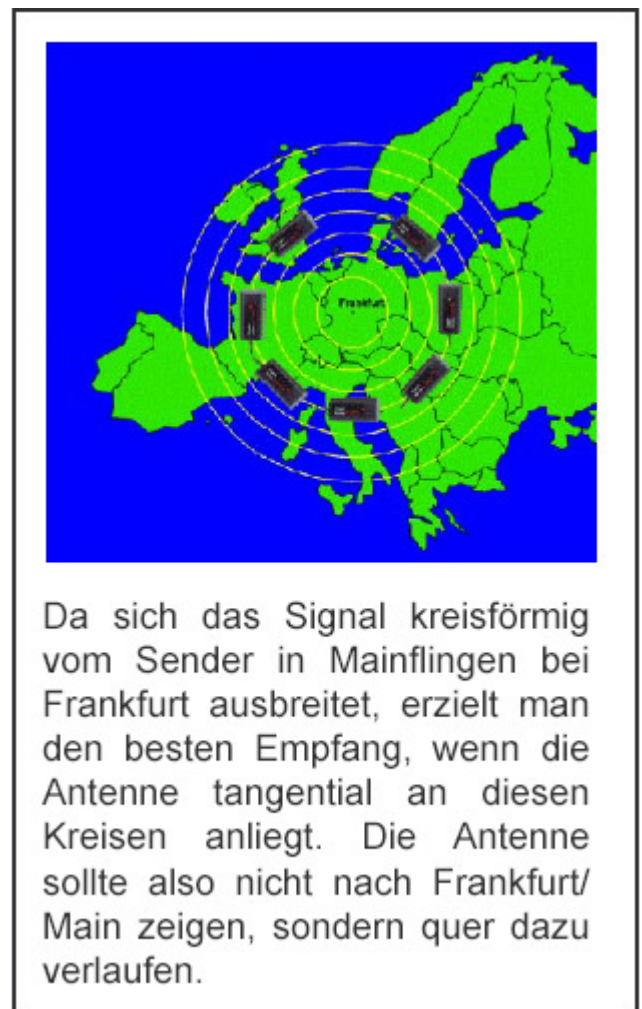 Frankfurt
Da sich das Signal kreisförmig
vom Sender in Mainflingen bei
Frankfurt ausbreitet, erzielt man
den besten Empfang, wenn die
Antenne tangential an diesen
Kreisen anliegt. Die Antenne
sollte also nicht nach Frankfurt/
Main zeigen, sondern quer dazu
verlaufen.